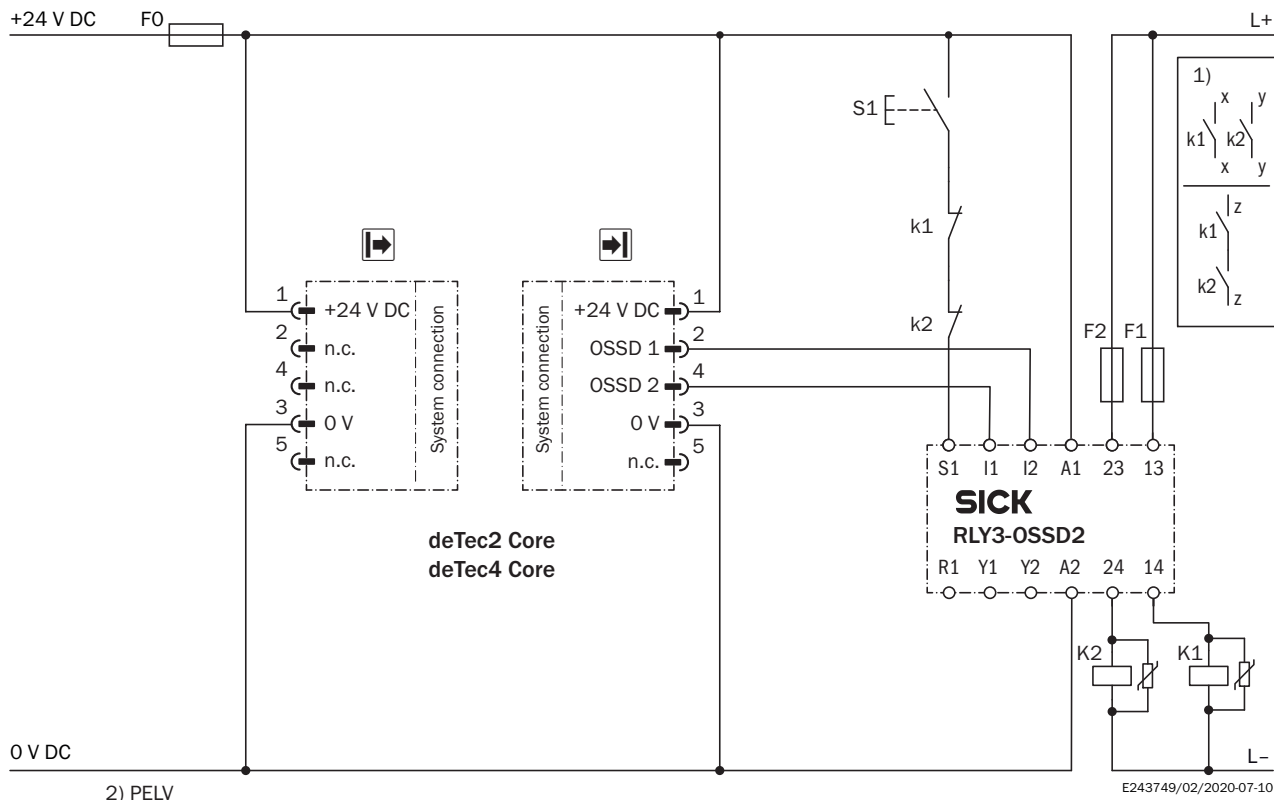 +24 V DC
F0
L+
1)
x
y
k1
k2
x
y
z
k1
k2
z
S1
k1
k2
F2
F1
1
+24 V DC
2
n.c.
4
n.c.
3
0 V
5
n.c.
System connection
System connection
+24 V DC
1
OSSD 1
2
OSSD 2
4
0 V
3
n.c.
5
deTec2 Core
deTec4 Core
S1 I1 I2 A1 23 13
SICK
RLY3-OSSD2
R1 Y1 Y2 A2 24 14
K2
K1
0 V DC
L–
2) PELV
E243749/02/2020-07-10